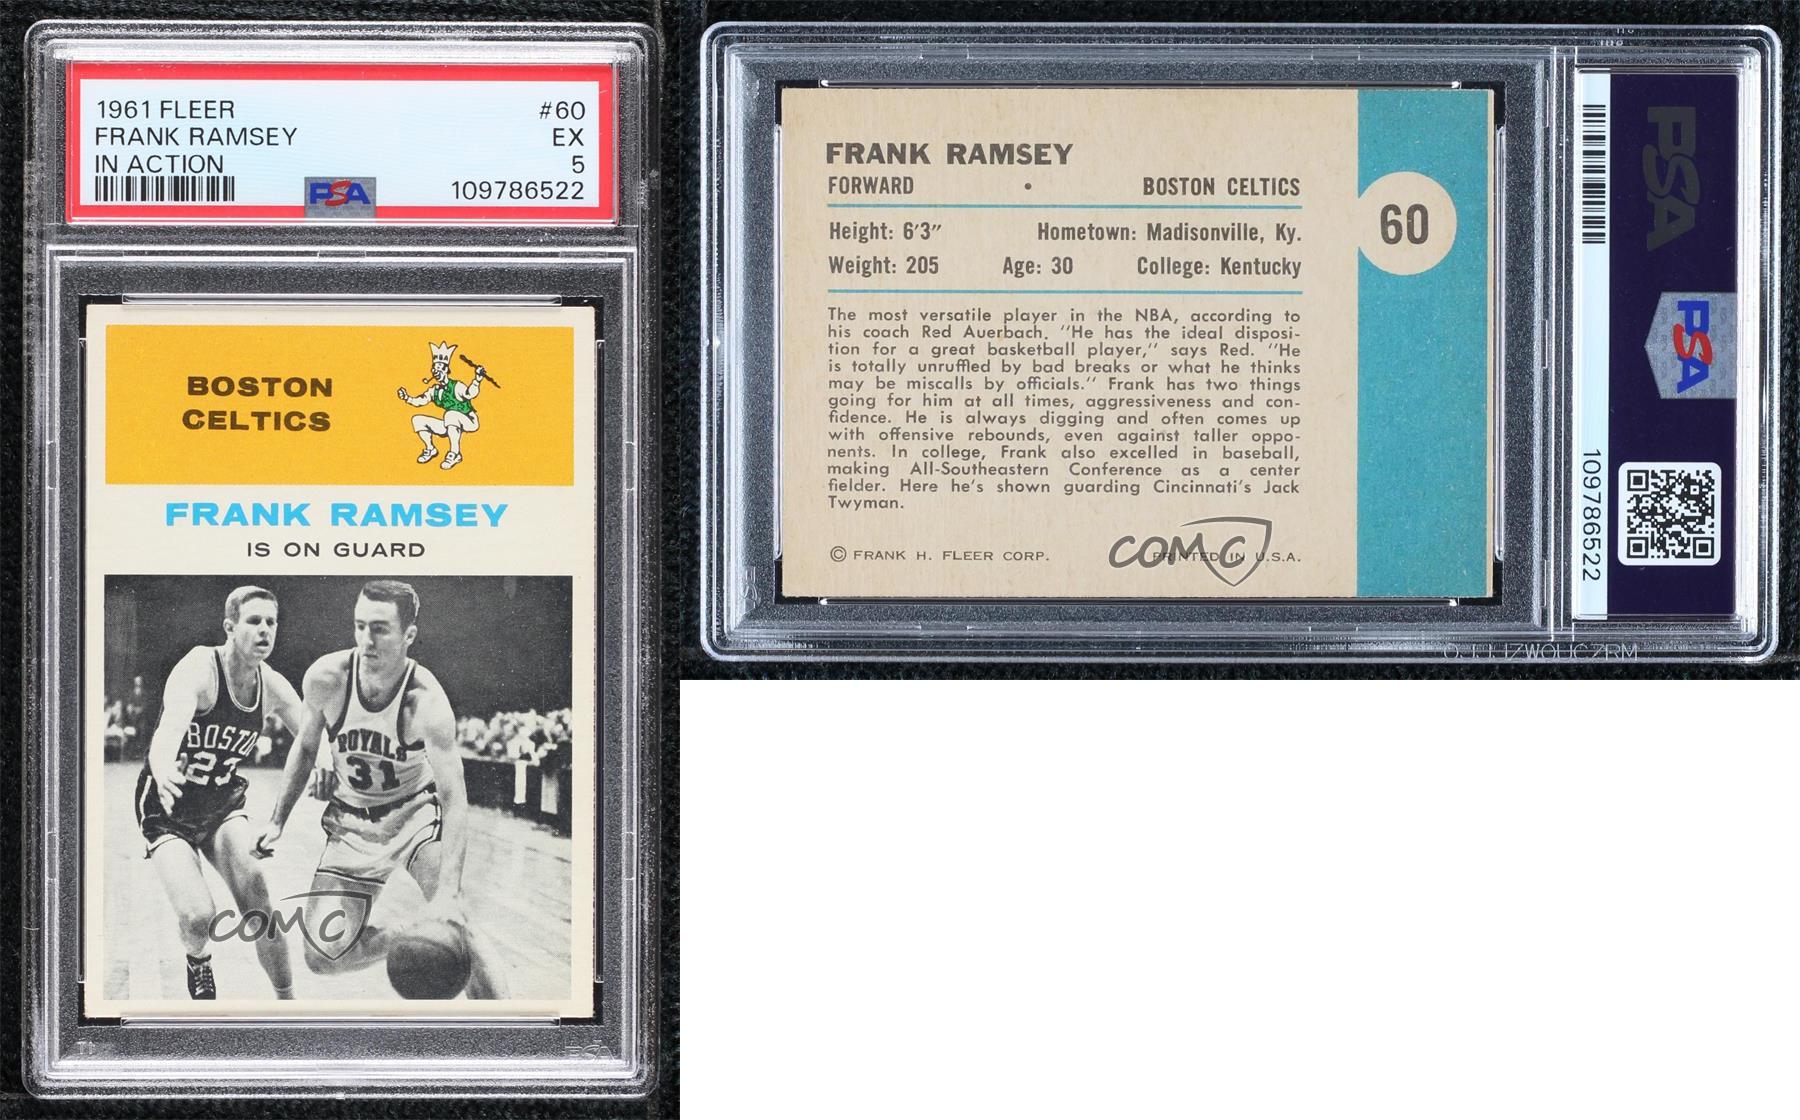 1961 FLEER #60
FRANK RAMSEY EX
IN ACTION 5
PSA 109786522
BOSTON
CELTICS
NBA
FRANK RAMSEY
IS ON GUARD
BOSTO
23
ROYALS
31
COMC
PSA
FRANK RAMSEY
FORWARD • BOSTON CELTICS
Height: 6'3" Hometown: Madisonville, Ky.
Weight: 205 Age: 30 College: Kentucky
60
The most versatile player in the NBA, according to
his coach Red Auerbach. "He has the ideal disposi-
tion for a great basketball player," says Red. "He
is totally unruffled by bad breaks or what he thinks
may be miscalls by officials." Frank has two things
going for him at all times, aggressiveness and con-
fidence. He is always digging and often comes up
with offensive rebounds, even against taller oppo-
nents. In college, Frank also excelled in baseball,
making All-Southeastern Conference as a center
fielder. Here he's shown guarding Cincinnati's Jack
Twyman.
© FRANK H. FLEER CORP. PRINTED IN U.S.A.
COMC
PSA
PSA
109786522